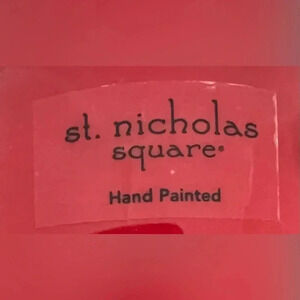 st. nicholas
square®
Hand Painted